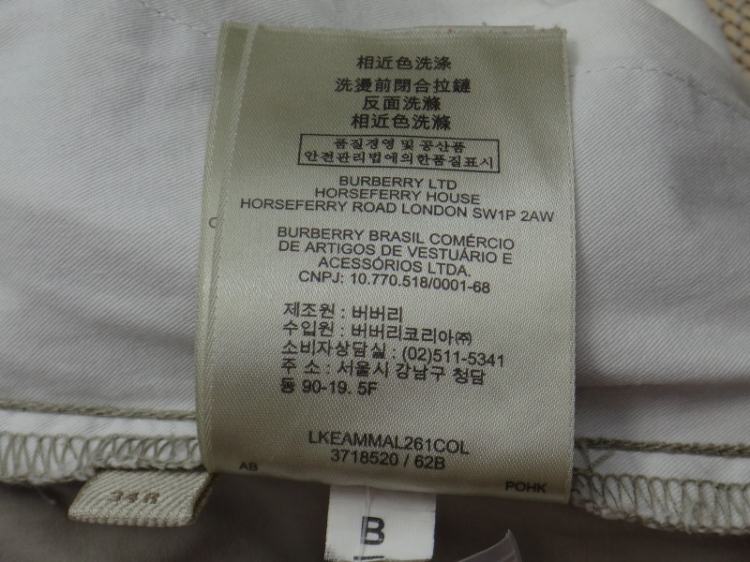 相近色洗涤
洗燙前閉合拉鏈
反面洗滌
相近色洗滌
품질경영 및 공산품
안전관리법에의한품질표시
BURBERRY LTD
HORSEFERRY HOUSE
HORSEFERRY ROAD LONDON SW1P 2AW
BURBERRY BRASIL COMÉRCIO
DE ARTIGOS DE VESTUÁRIO E
ACESSÓRIOS LTDA.
CNPJ: 10.770.518/0001-68
제조원 : 버버리
수입원 : 버버리코리아㈜
소비자상담실 : (02)511-5341
주 소 : 서울시 강남구 청담
동 90-19. 5F
LKEAMMAL261COL
3718520 / 62B
AB
POHK
34R
B